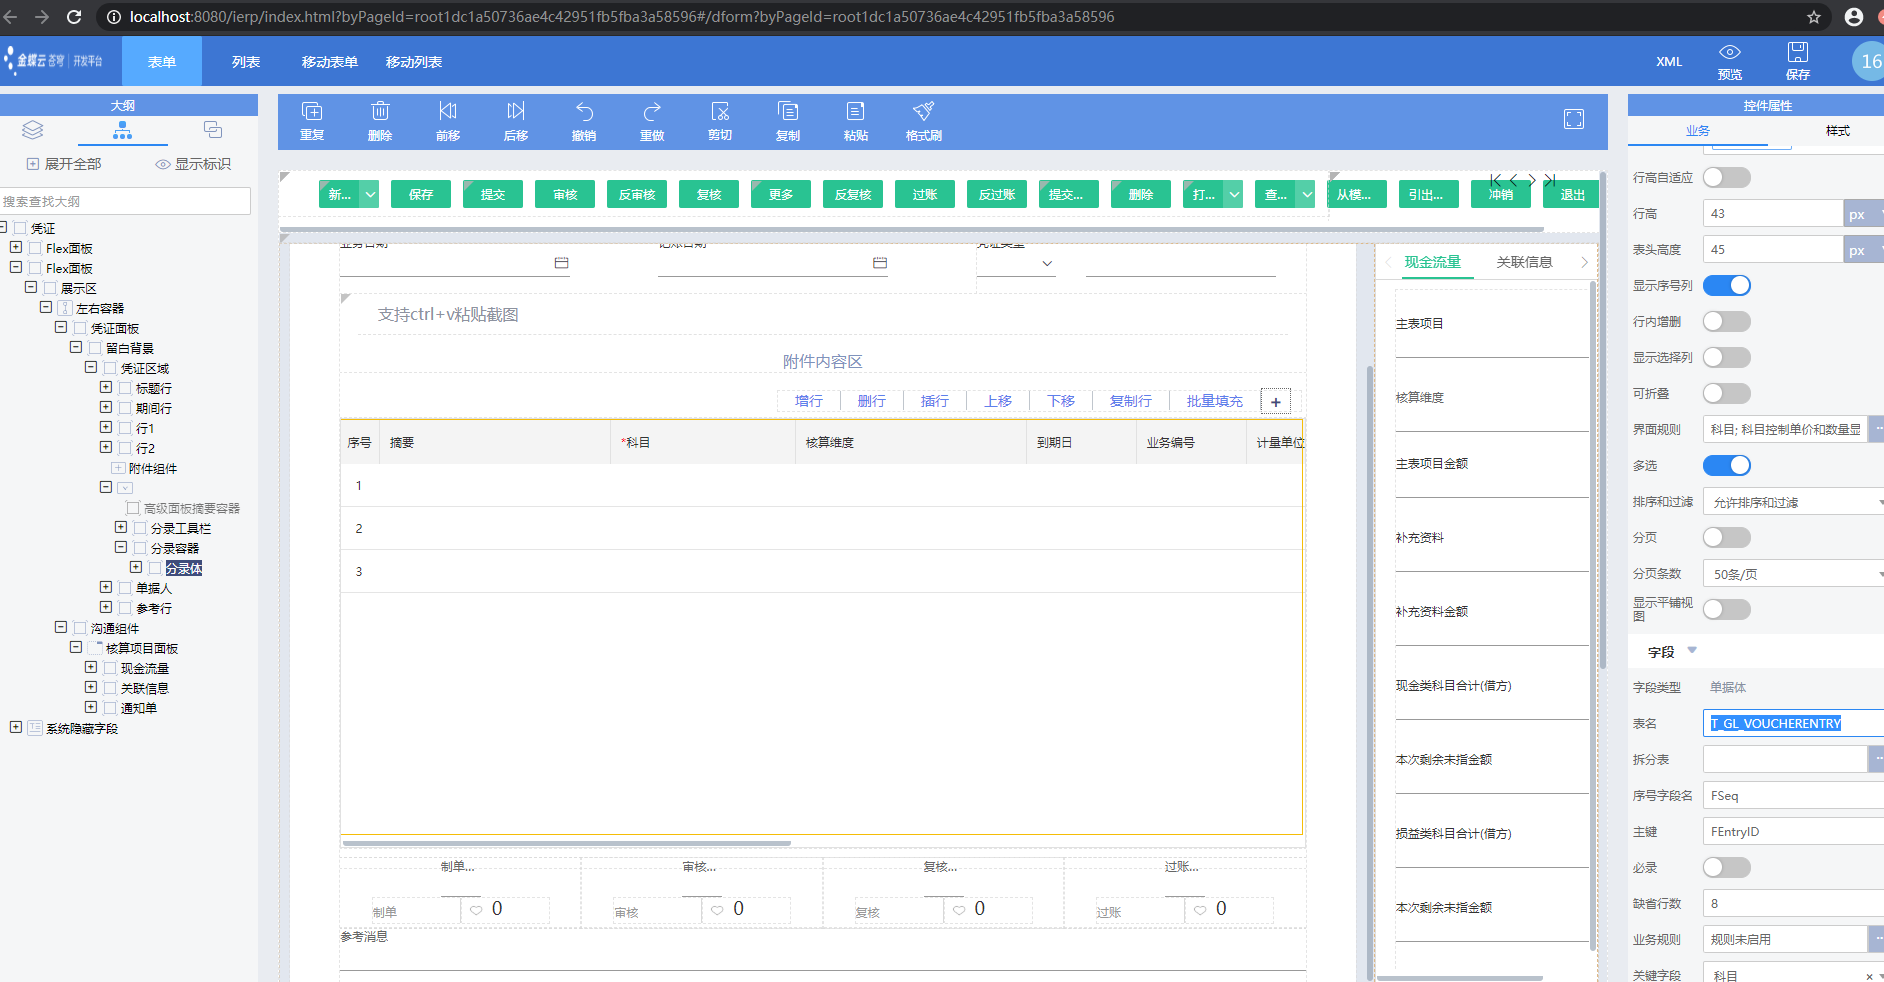 localhost:8080/ierp/index.html?byPageId=root1dc1a50736ae4c42951fb5fba3a58596#/dform?byPageId=root1dc1a50736ae4c42951fb5fba3a58596
金蝶云 苍穹 | 开发平台
表单
列表
移动表单
移动列表
XML
预览
保存
16
大纲
展开全部
显示标识
搜索查找大纲
凭证
Flex面板
Flex面板
展示区
左右容器
凭证面板
留白背景
凭证区域
标题行
期间行
行1
行2
附件组件
高级面板摘要容器
分录工具栏
分录容器
分录体
单据人
参考行
沟通组件
核算项目面板
现金流量
关联信息
通知单
系统隐藏字段
重复
删除
前移
后移
撤销
重做
剪切
复制
粘贴
格式刷
新...
保存
提交
审核
反审核
复核
更多
反复核
过账
反过账
提交...
删除
打...
查...
从模...
引出...
冲销
退出
业务日期
记账日期
凭证类型
支持ctrl+v粘贴截图
附件内容区
增行
删行
插行
上移
下移
复制行
批量填充
+
序号
摘要
*科目
核算维度
到期日
业务编号
计量单位
1
2
3
制单...
审核...
复核...
过账...
制单
0
审核
0
复核
0
过账
0
参考消息
现金流量
关联信息
主表项目
核算维度
主表项目金额
补充资料
补充资料金额
现金类科目合计(借方)
本次剩余未指金额
损益类科目合计(借方)
本次剩余未指金额
控件属性
业务
样式
行高自适应
行高
43
px
表头高度
45
px
显示序号列
行内增删
显示选择列
可折叠
界面规则
科目; 科目控制单价和数量显
多选
排序和过滤
允许排序和过滤
分页
分页条数
50条/页
显示平铺视
图
字段
字段类型
单据体
表名
T_GL_VOUCHERENTRY
拆分表
序号字段名
FSeq
主键
FEntryID
必录
缺省行数
8
业务规则
规则未启用
关键字段
科目